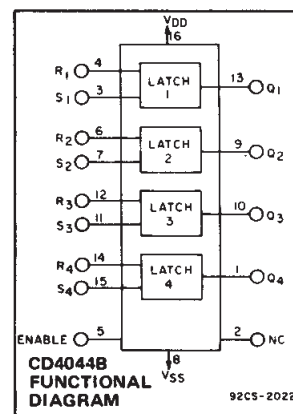 VDD
16
R1 4
S1 3
LATCH
1
13 Q1
R2 6
S2 7
LATCH
2
9 Q2
R3 12
S3 11
LATCH
3
10 Q3
R4 14
S4 15
LATCH
4
1 Q4
ENABLE 5
2 NC
8
VSS
CD4044B
FUNCTIONAL
DIAGRAM
92CS-2022